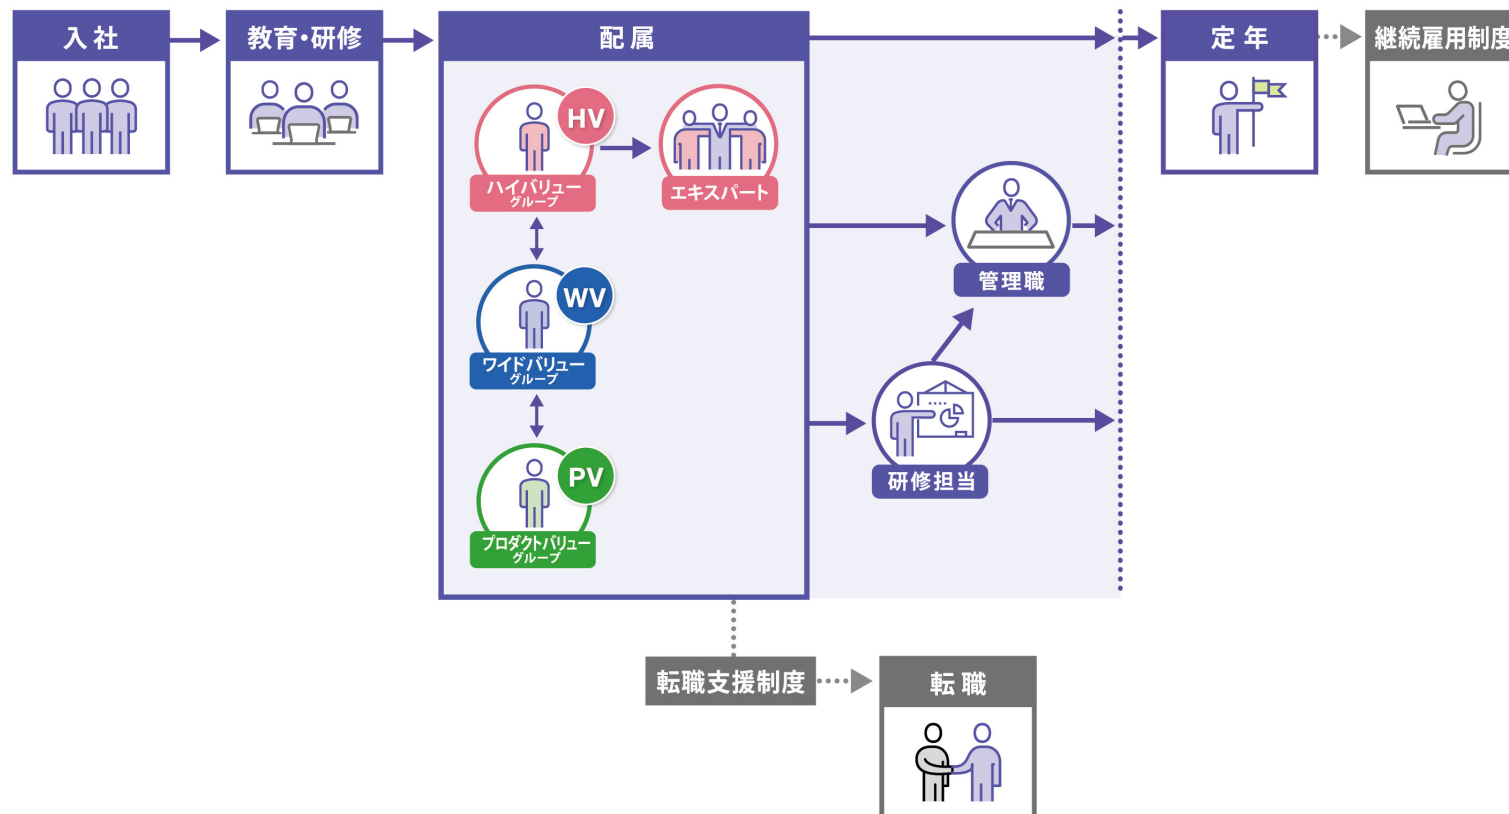 入社
教育・研修
配属
定年
継続雇用制度
HV
ハイバリュー
グループ
エキスパート
WV
ワイドバリュー
グループ
PV
プロダクトバリュー
グループ
管理職
研修担当
転職支援制度
転職